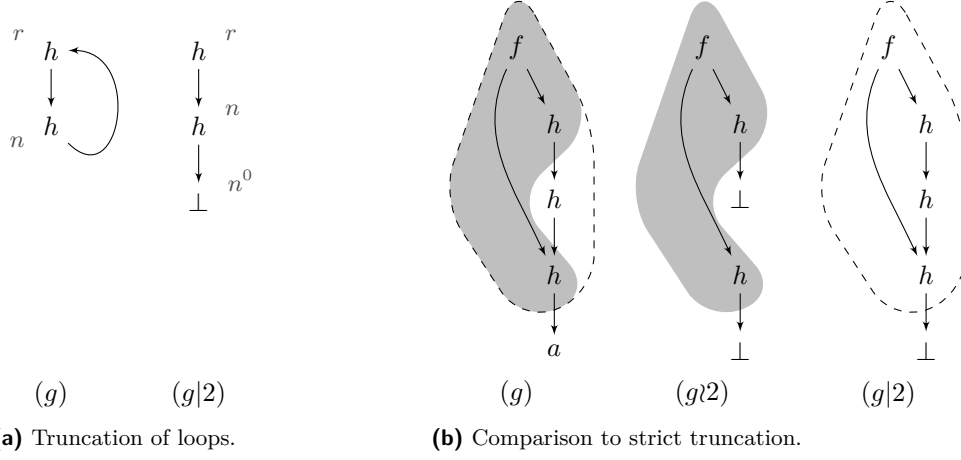 r
h
r
h
n
h
n
h
n⁰
⊥
(g)
(g|2)
(a) Truncation of loops.
f
h
h
h
a
(g)
f
h
⊥
h
⊥
(g≀2)
f
h
h
h
⊥
(g|2)
(b) Comparison to strict truncation.